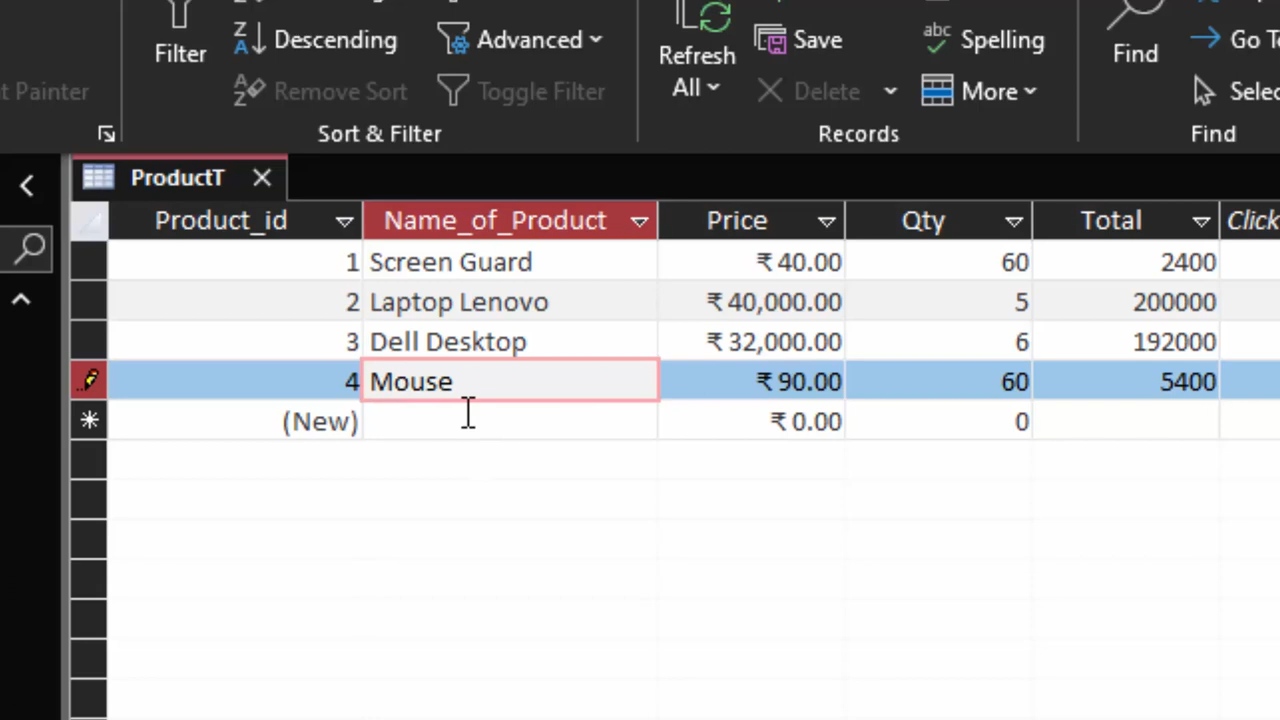 Filter
Descending
Advanced
Save
Spelling
Refresh
All
Find
Go T
t Painter
Remove Sort
Toggle Filter
Delete
More
Selec
Sort & Filter
Records
Find
ProductT
Product_id Name_of_Product Price Qty Total Click
1 Screen Guard ₹ 40.00 60 2400
2 Laptop Lenovo ₹ 40,000.00 5 200000
3 Dell Desktop ₹ 32,000.00 6 192000
4 Mouse ₹ 90.00 60 5400
(New) ₹ 0.00 0